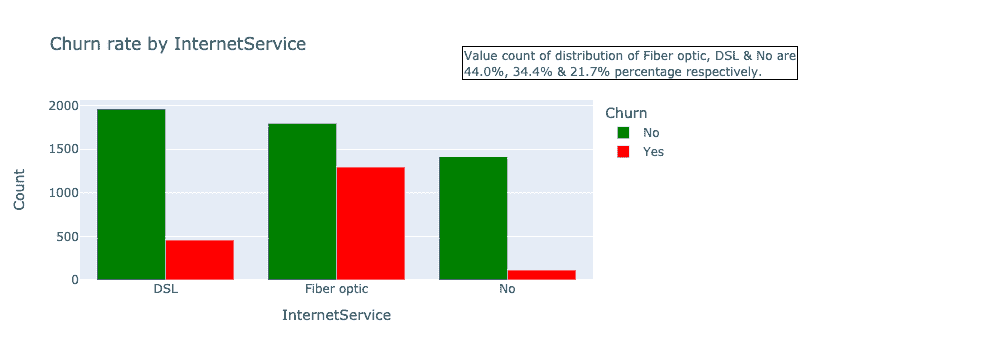 Churn rate by InternetService
Value count of distribution of Fiber optic, DSL & No are
44.0%, 34.4% & 21.7% percentage respectively.
Churn
No
Yes
Count
2000
1500
1000
500
0
DSL
Fiber optic
No
InternetService